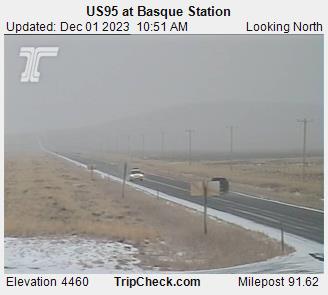 US95 at Basque Station
Updated: Dec 01 2023 10:51 AM Looking North
Elevation 4460 TripCheck.com Milepost 91.62